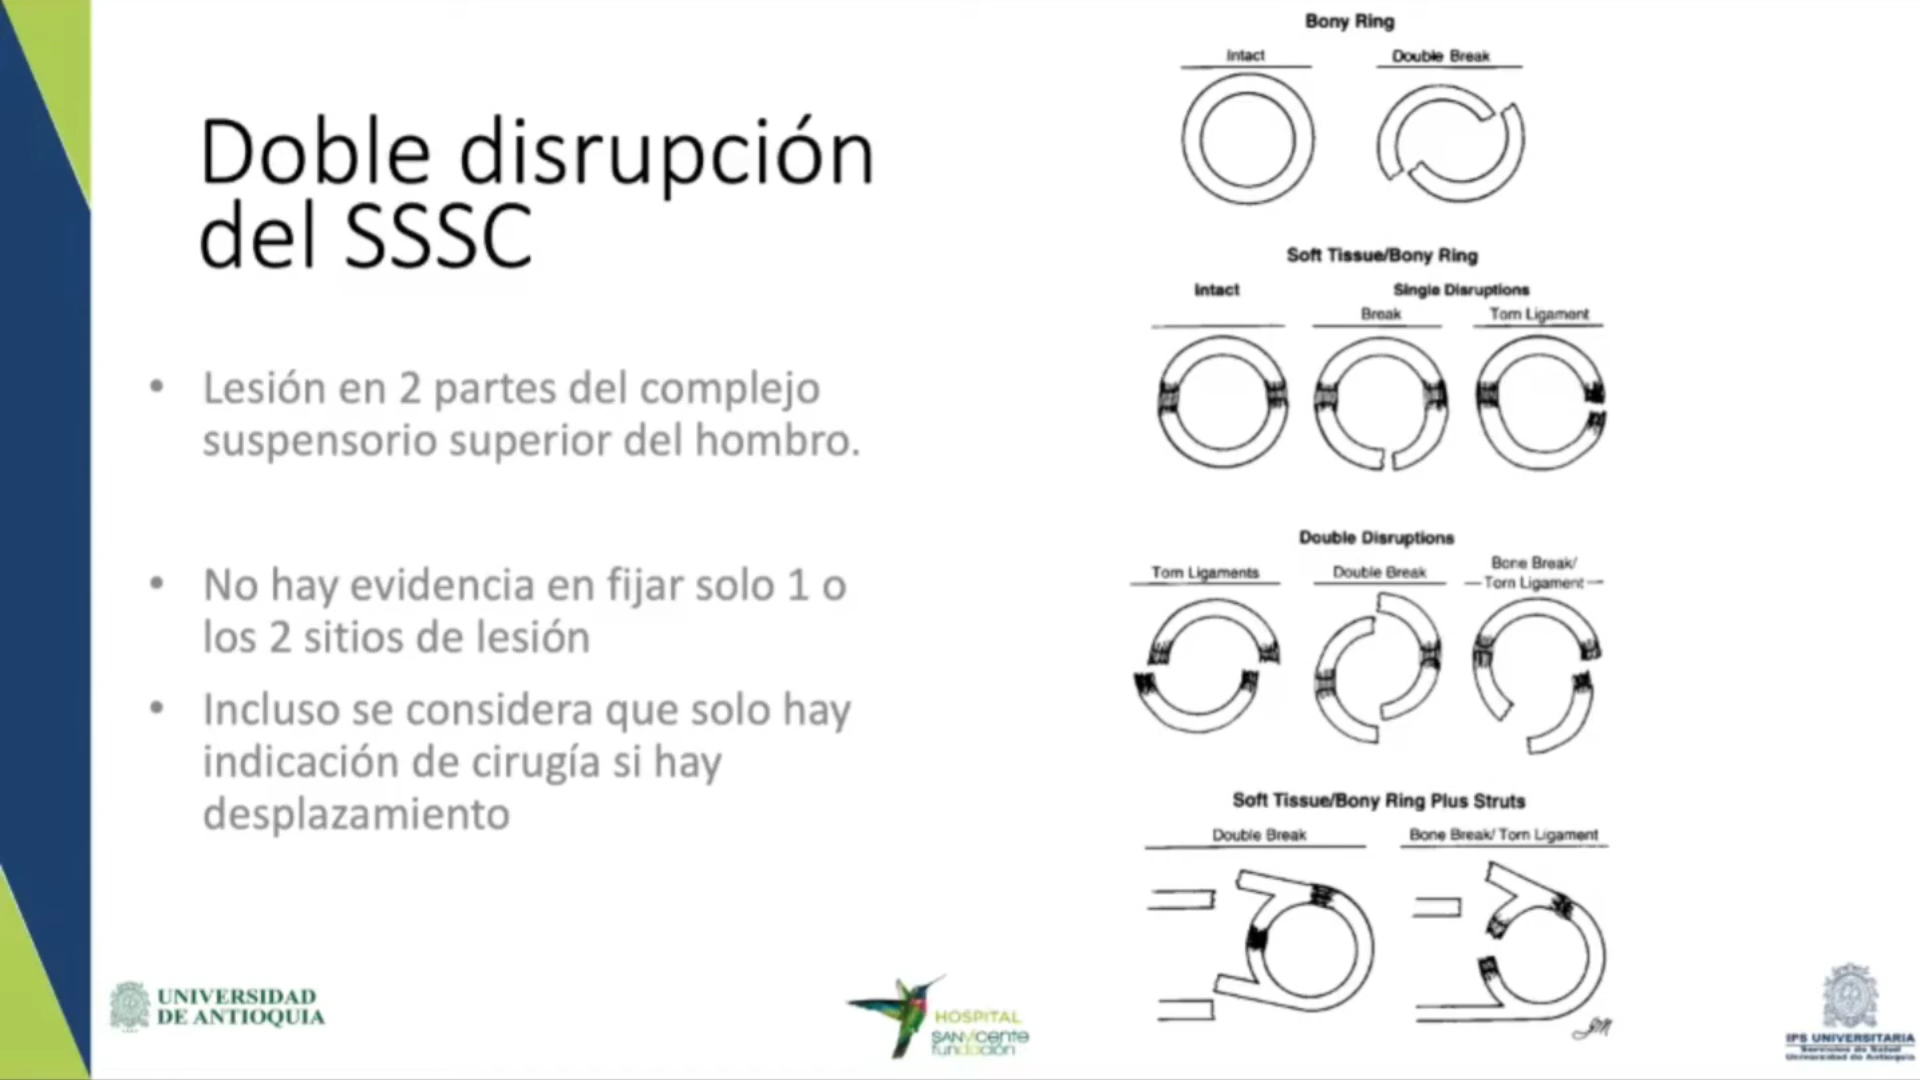 Doble disrupción
del SSSC
• Lesión en 2 partes del complejo
suspensorio superior del hombro.
• No hay evidencia en fijar solo 1 o
los 2 sitios de lesión
• Incluso se considera que solo hay
indicación de cirugía si hay
desplazamiento
Bony Ring
Intact
Double Break
Soft Tissue/Bony Ring
Intact
Single Disruptions
Break
Torn Ligament
Double Disruptions
Torn Ligaments
Double Break
Bone Break/
Torn Ligament
Soft Tissue/Bony Ring Plus Struts
Double Break
Bone Break/ Torn Ligament
UNIVERSIDAD
DE ANTIOQUIA
HOSPITAL
SANVicente
fundación
IPS UNIVERSITARIA
Servicios de Salud
Universidad de Antioquia